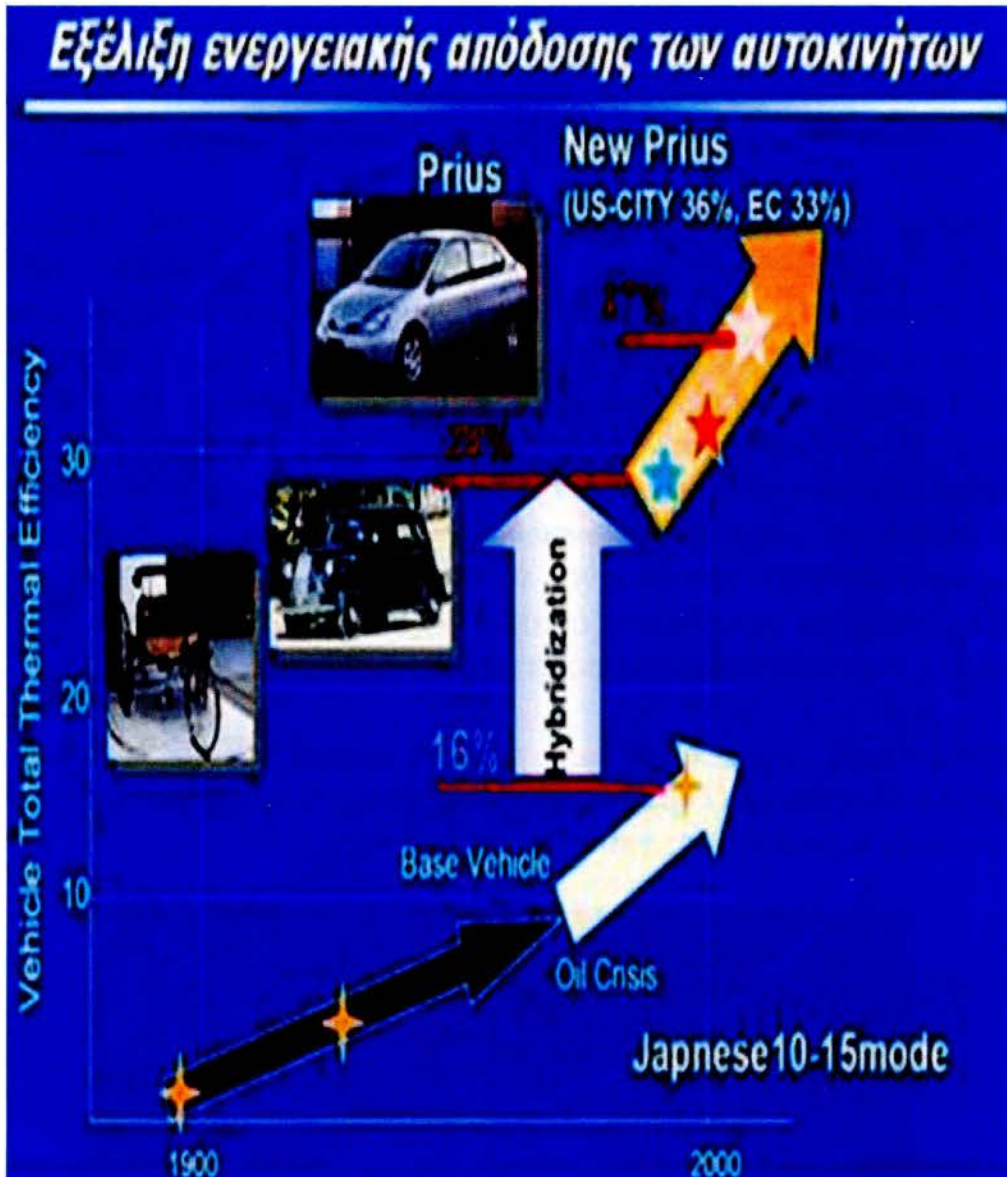 Εξέλιξη ενεργειακής απόδοσης των αυτοκινήτων
New Prius
(US-CITY 36%, EC 33%)
Prius
Vehicle Total Thermal Efficiency
30
20
10
Hybridization
16%
Base Vehicle
Oil Crisis
Japnese10-15mode
1900
2000